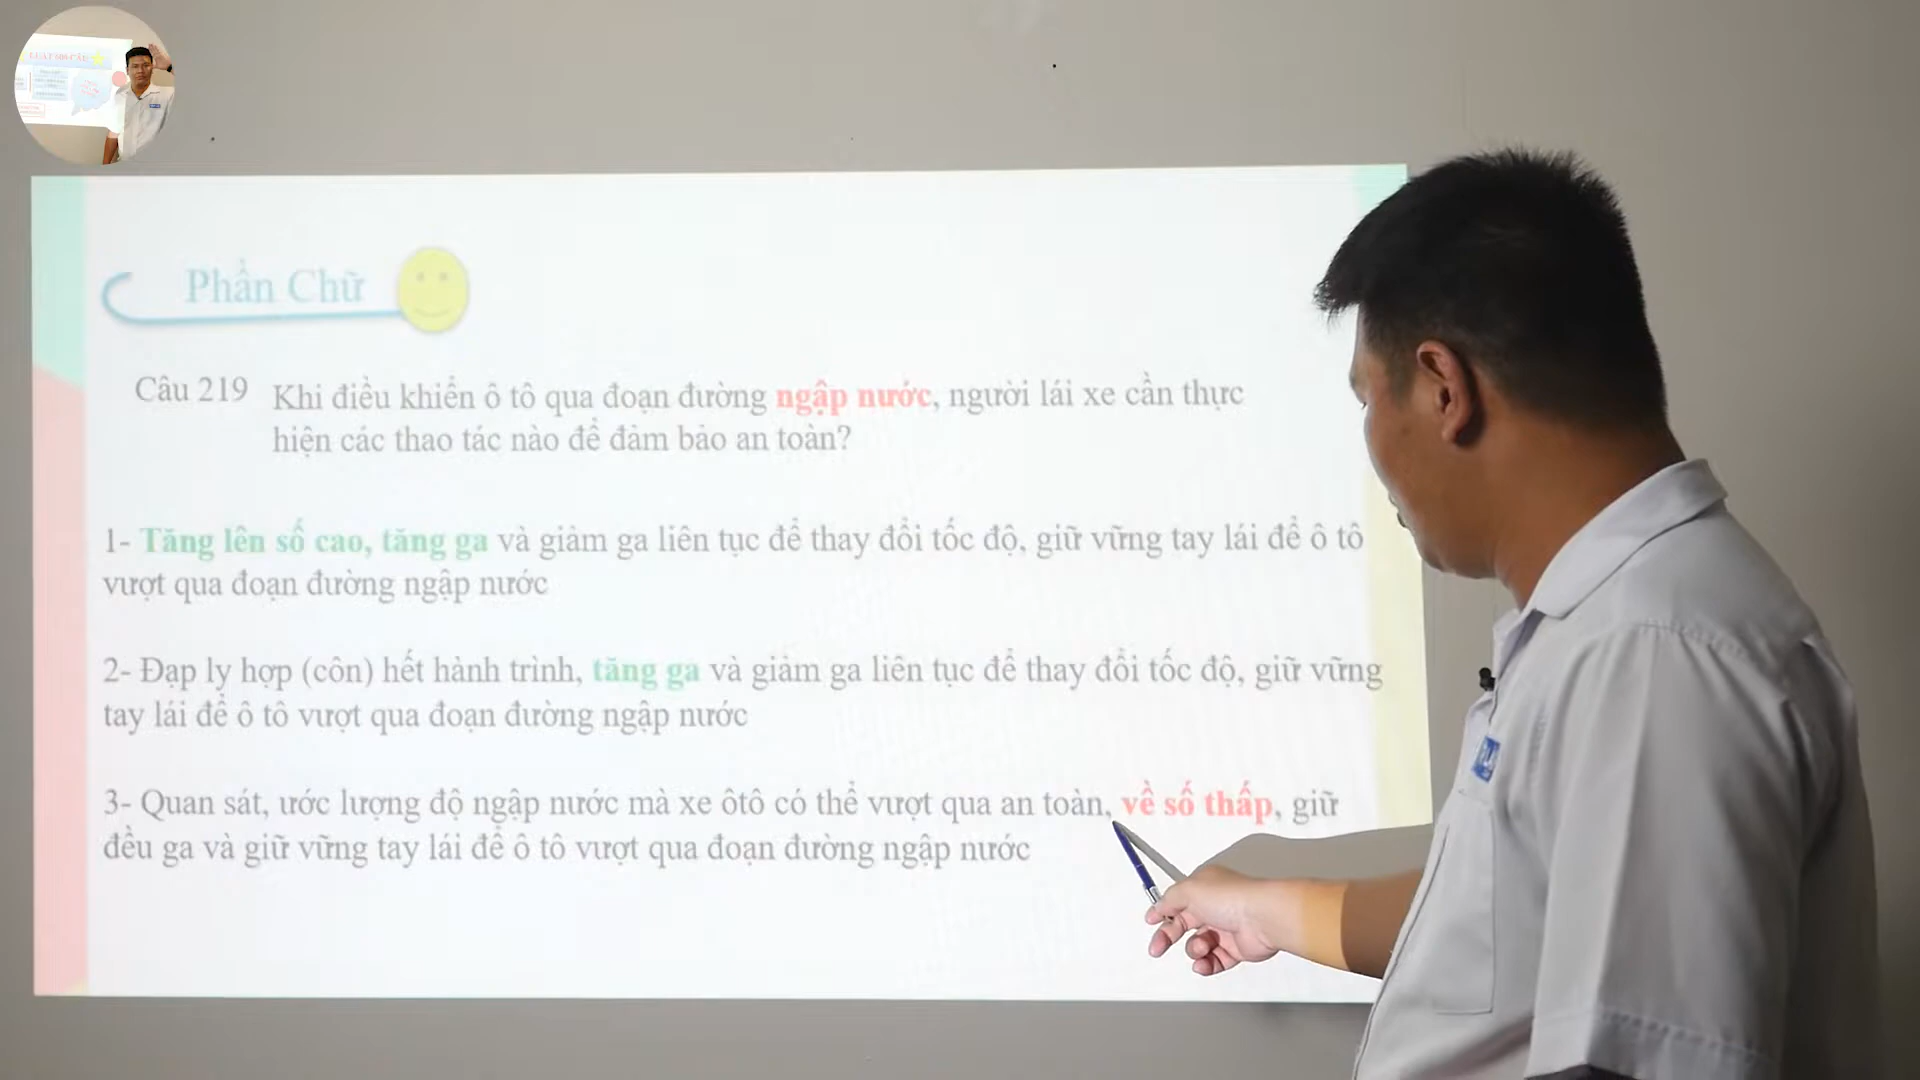 Phần Chữ
Câu 219
Khi điều khiển ô tô qua đoạn đường ngập nước, người lái xe cần thực
hiện các thao tác nào để đảm bảo an toàn?
1- Tăng lên số cao, tăng ga và giảm ga liên tục để thay đổi tốc độ, giữ vững tay lái để ô tô
vượt qua đoạn đường ngập nước
2- Đạp ly hợp (côn) hết hành trình, tăng ga và giảm ga liên tục để thay đổi tốc độ, giữ vững
tay lái để ô tô vượt qua đoạn đường ngập nước
3- Quan sát, ước lượng độ ngập nước mà xe ôtô có thể vượt qua an toàn, về số thấp, giữ
đều ga và giữ vững tay lái để ô tô vượt qua đoạn đường ngập nước